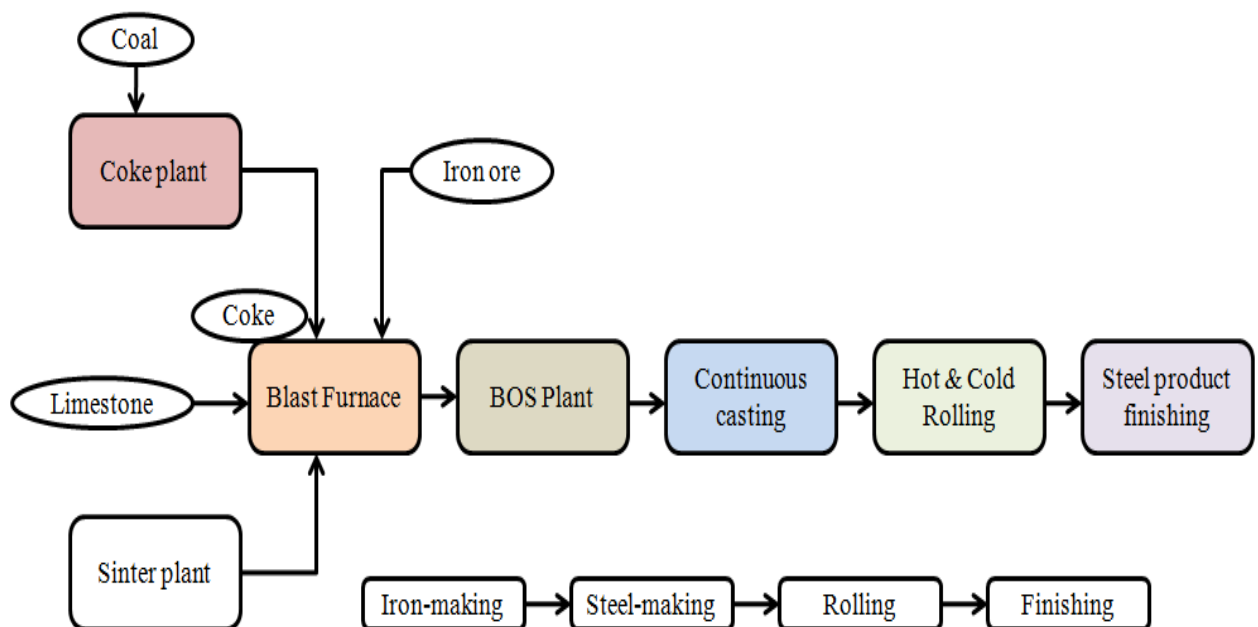 Coal
Coke plant
Iron ore
Coke
Limestone
Blast Furnace
BOS Plant
Continuous
casting
Hot & Cold
Rolling
Steel product
finishing
Sinter plant
Iron-making
Steel-making
Rolling
Finishing